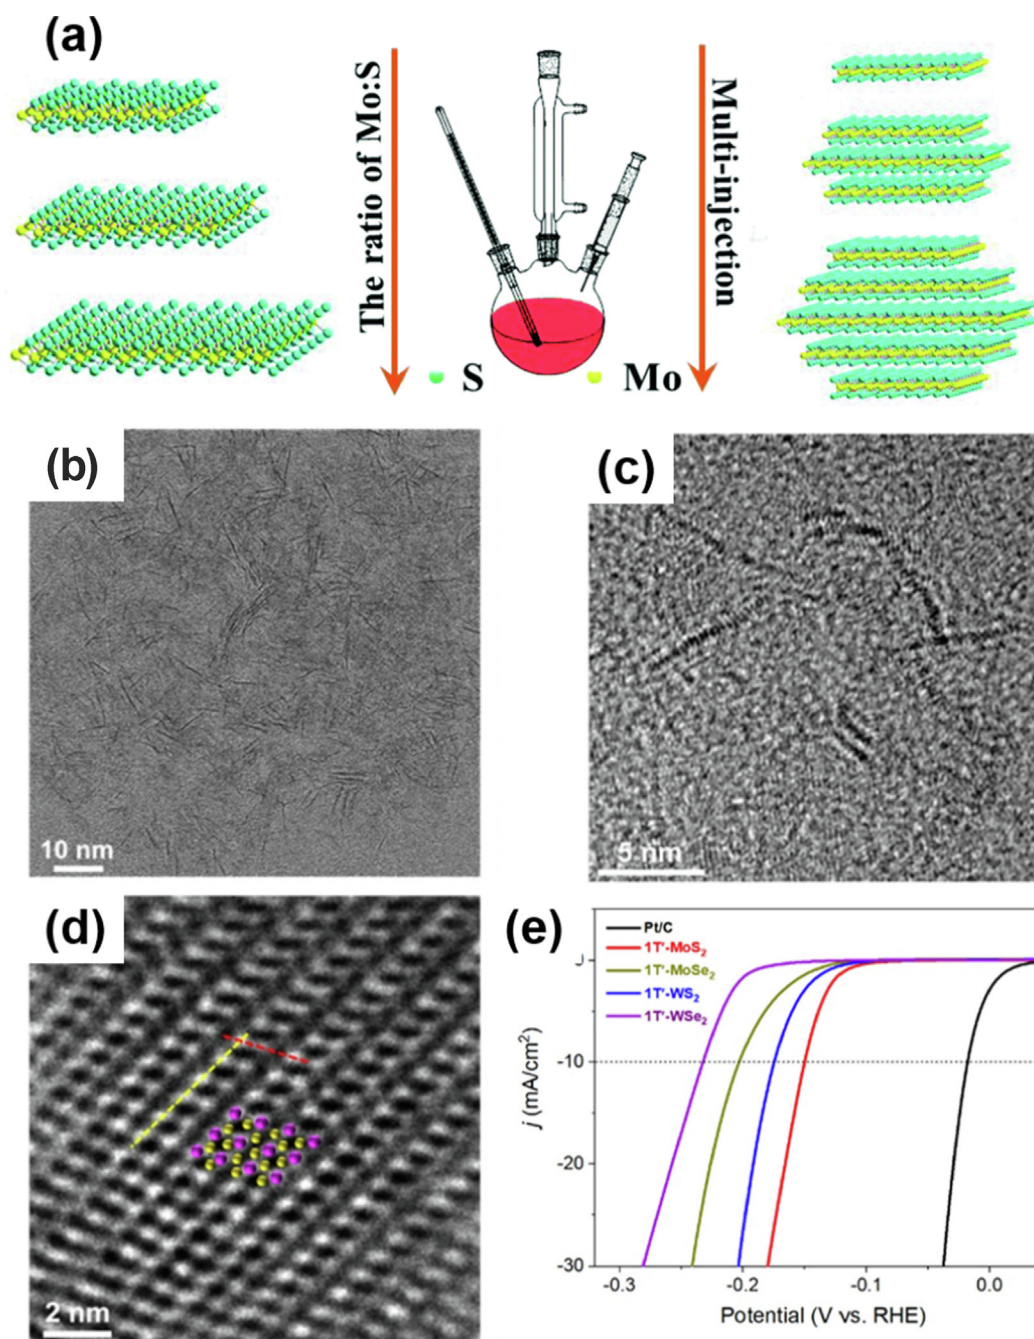 (a)
The ratio of Mo:S
Multi-injection
S
Mo
(b)
10 nm
(c)
5 nm
(d)
2 nm
(e)
Pt/C
1T′-MoS₂
1T′-MoSe₂
1T′-WS₂
1T′-WSe₂
-10
-20
-30
j (mA/cm²)
-0.3
-0.2
-0.1
0.0
Potential (V vs. RHE)